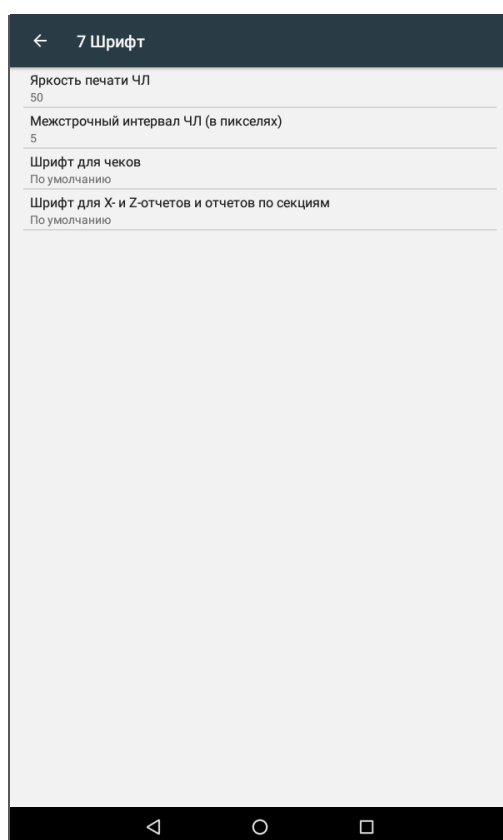 7 Шрифт
Яркость печати ЧЛ
50
Межстрочный интервал ЧЛ (в пикселях)
5
Шрифт для чеков
По умолчанию
Шрифт для X- и Z-отчетов и отчетов по секциям
По умолчанию